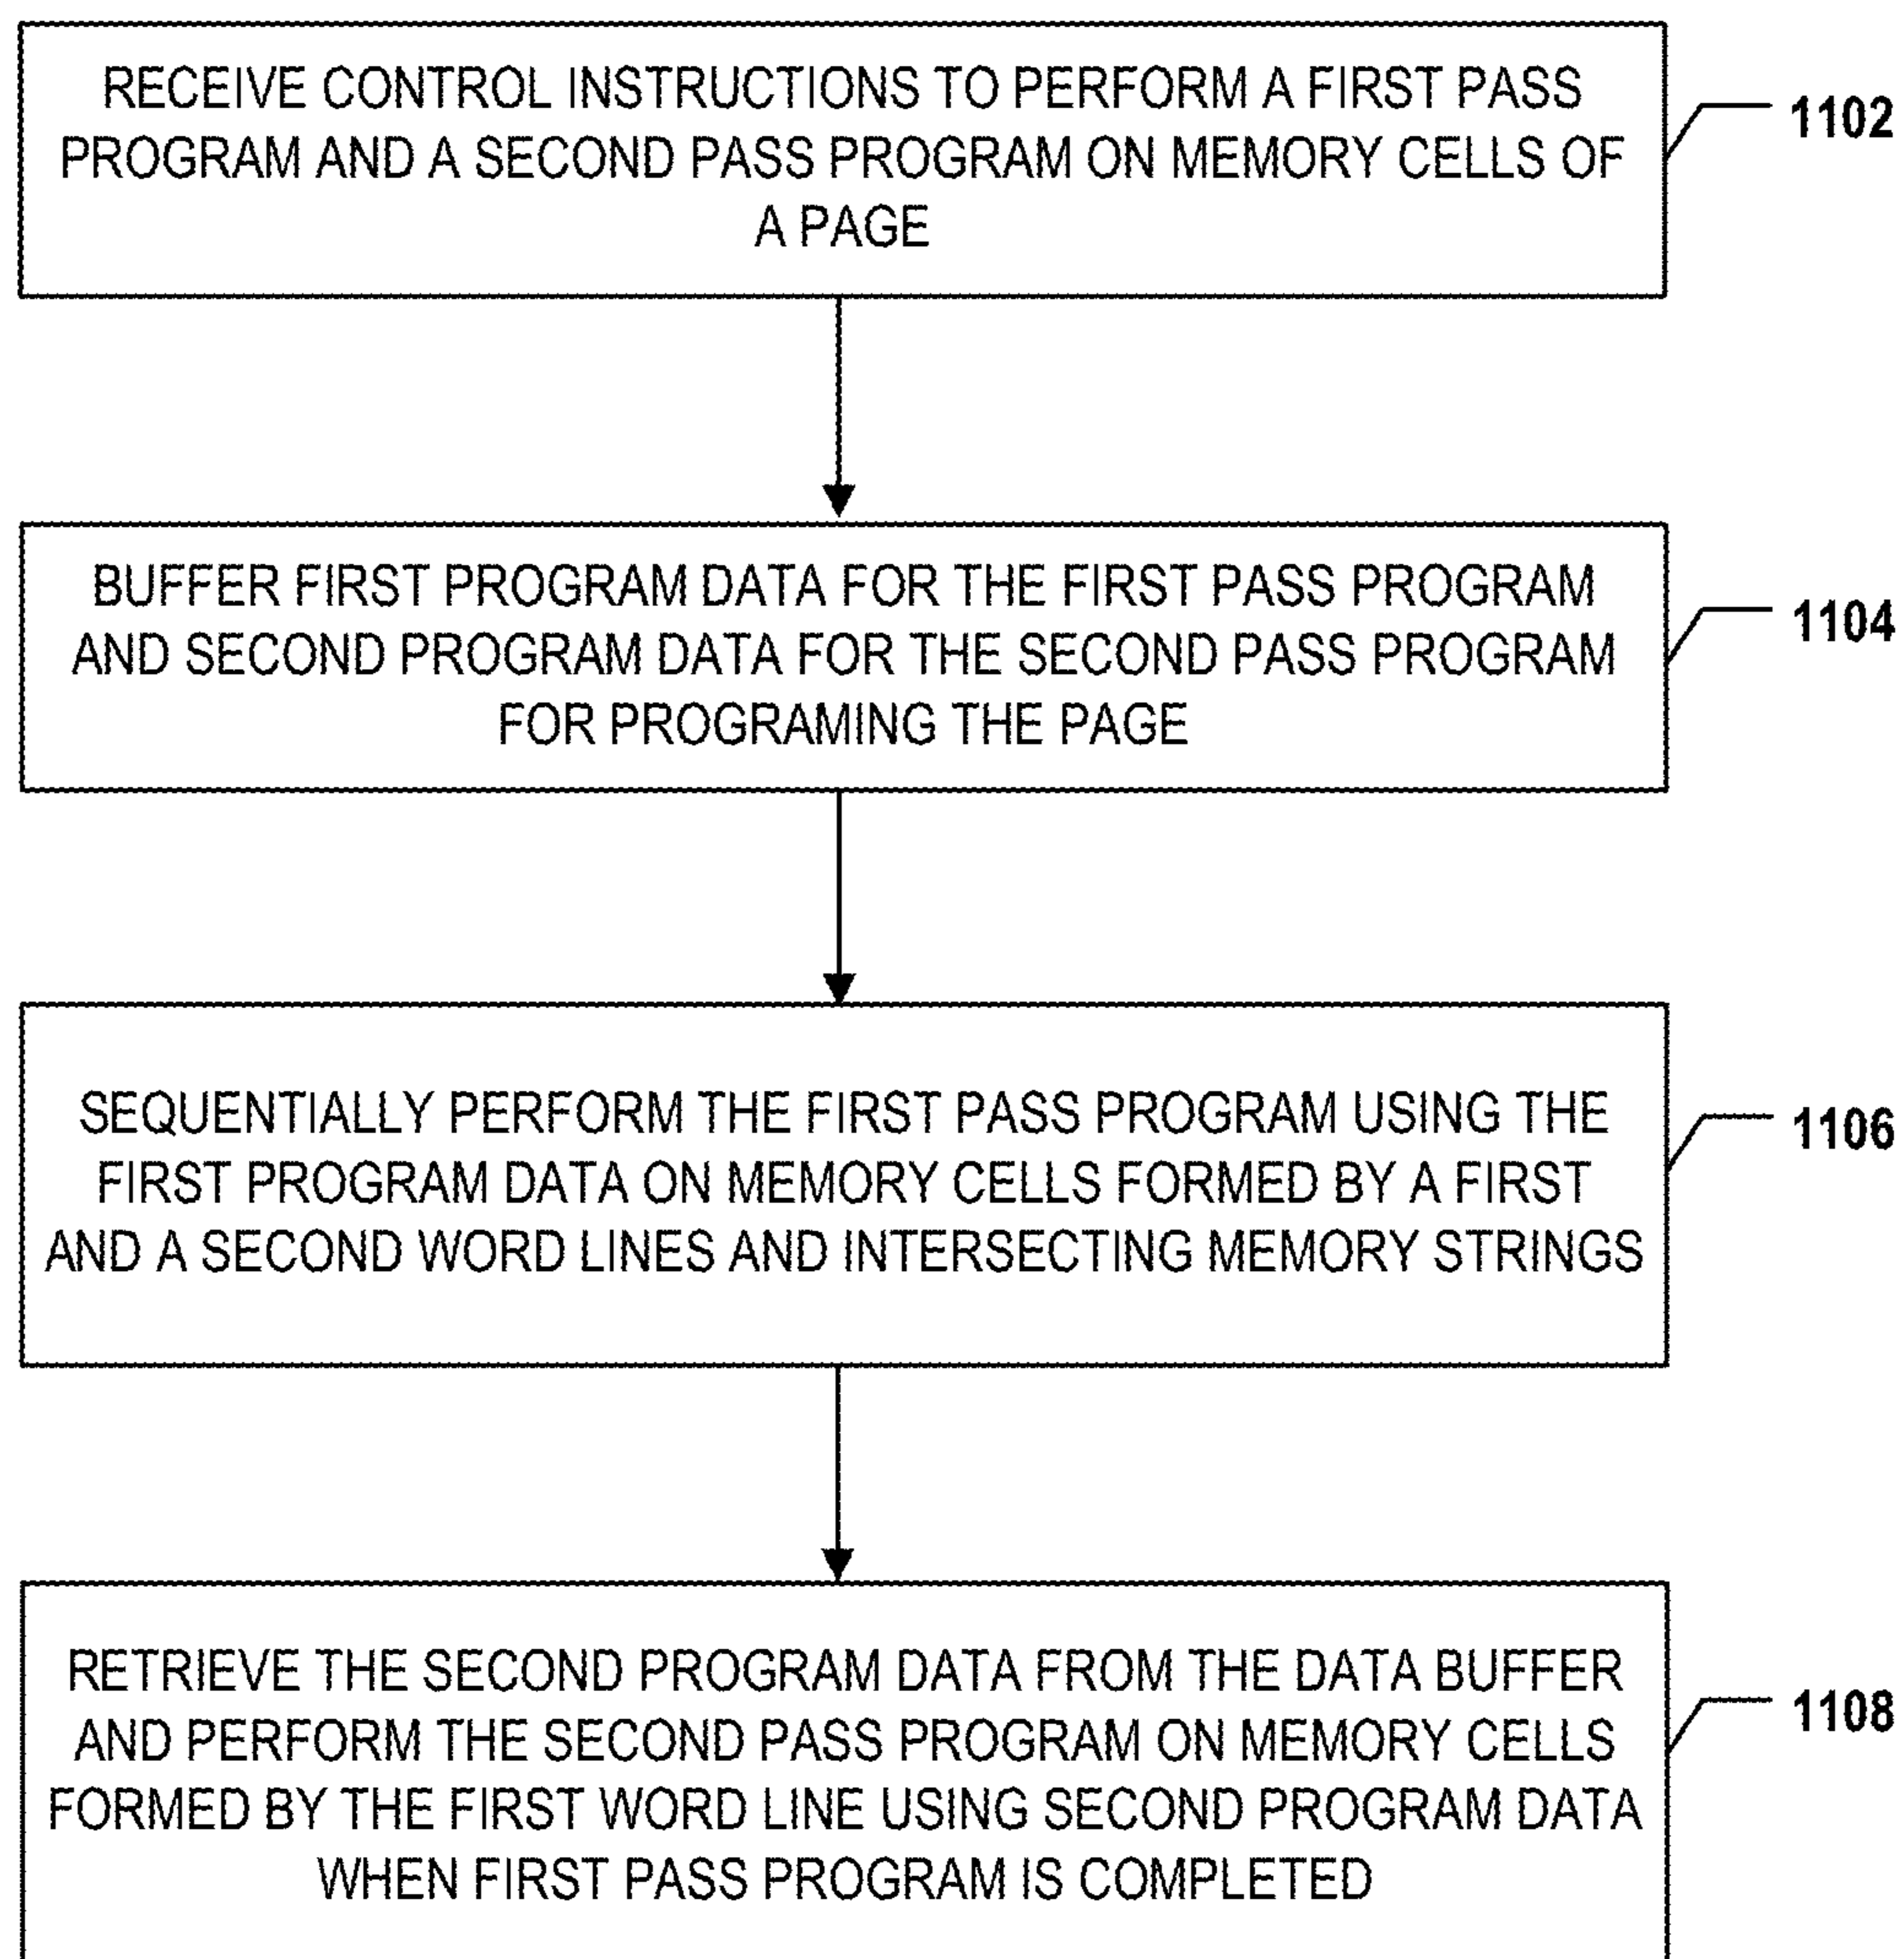 RECEIVE CONTROL INSTRUCTIONS TO PERFORM A FIRST PASS
PROGRAM AND A SECOND PASS PROGRAM ON MEMORY CELLS OF
A PAGE
1102
BUFFER FIRST PROGRAM DATA FOR THE FIRST PASS PROGRAM
AND SECOND PROGRAM DATA FOR THE SECOND PASS PROGRAM
FOR PROGRAMING THE PAGE
1104
SEQUENTIALLY PERFORM THE FIRST PASS PROGRAM USING THE
FIRST PROGRAM DATA ON MEMORY CELLS FORMED BY A FIRST
AND A SECOND WORD LINES AND INTERSECTING MEMORY STRINGS
1106
RETRIEVE THE SECOND PROGRAM DATA FROM THE DATA BUFFER
AND PERFORM THE SECOND PASS PROGRAM ON MEMORY CELLS
FORMED BY THE FIRST WORD LINE USING SECOND PROGRAM DATA
WHEN FIRST PASS PROGRAM IS COMPLETED
1108